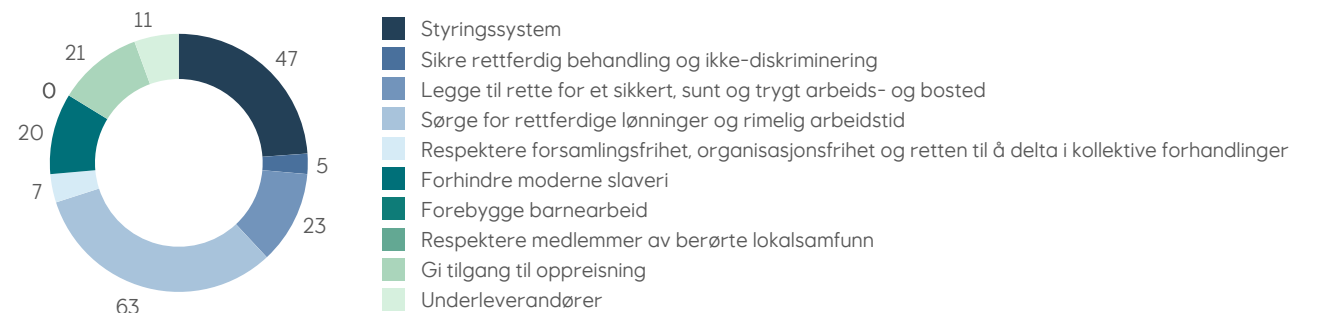 11
47
21
0
20
5
7
23
63
Styringssystem
Sikre rettferdig behandling og ikke-diskriminering
Legge til rette for et sikkert, sunt og trygt arbeids- og bosted
Sørge for rettferdige lønninger og rimelig arbeidstid
Respektere forsamlingsfrihet, organisasjonsfrihet og retten til å delta i kollektive forhandlinger
Forhindre moderne slaveri
Forebygge barnearbeid
Respektere medlemmer av berørte lokalsamfunn
Gi tilgang til oppreisning
Underleverandører